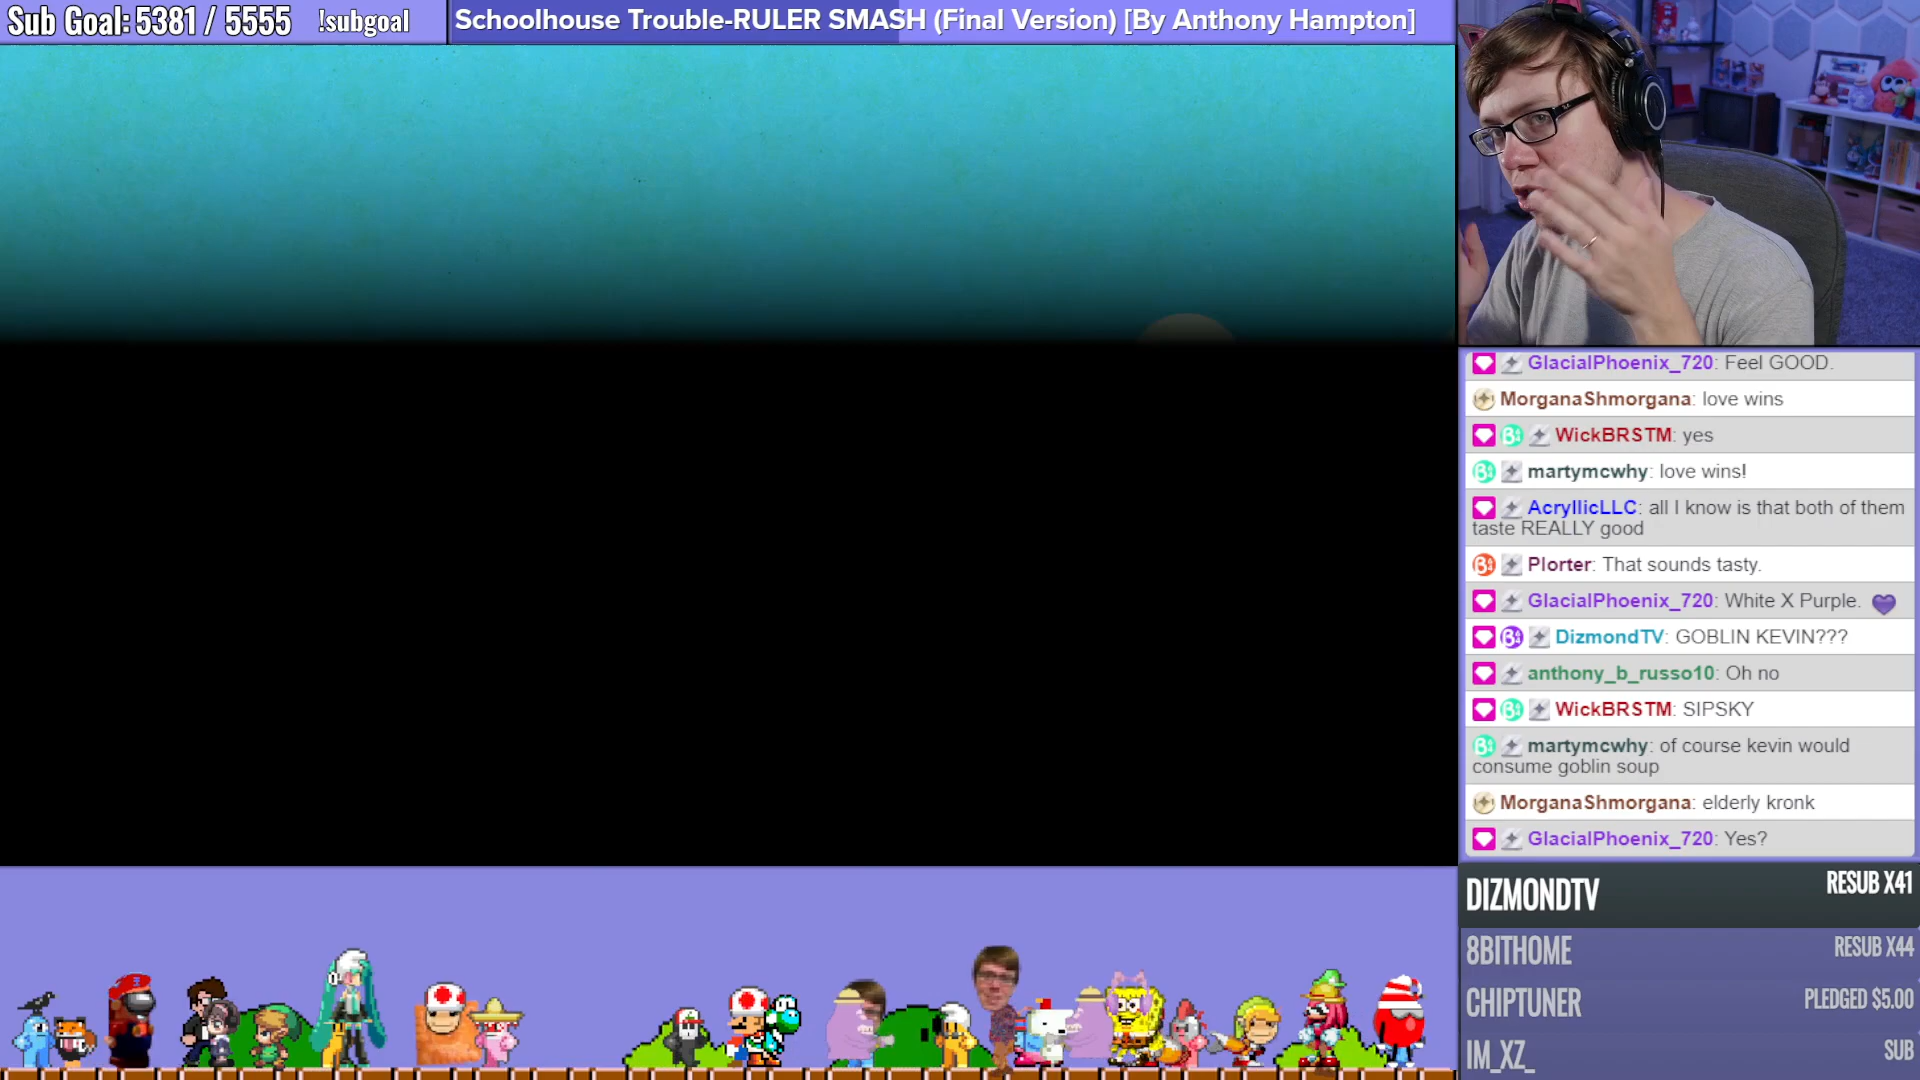 Sub Goal: 5381 / 5555 !subgoal
Schoolhouse Trouble-RULER SMASH (Final Version) [By Anthony Hampton]
GlacialPhoenix_720: Feel GOOD.
MorganaShmorgana: love wins
WickBRSTM: yes
martymcwhy: love wins!
AcryllicLLC: all I know is that both of them
taste REALLY good
Plorter: That sounds tasty.
GlacialPhoenix_720: White X Purple.
DizmondTV: GOBLIN KEVIN???
anthony_b_russo10: Oh no
WickBRSTM: SIPSKY
martymcwhy: of course kevin would
consume goblin soup
MorganaShmorgana: elderly kronk
GlacialPhoenix_720: Yes?
DIZMONDTV RESUB X41
8BITHOME RESUB X44
CHIPTUNER PLEDGED $5.00
IM_XZ_ SUB